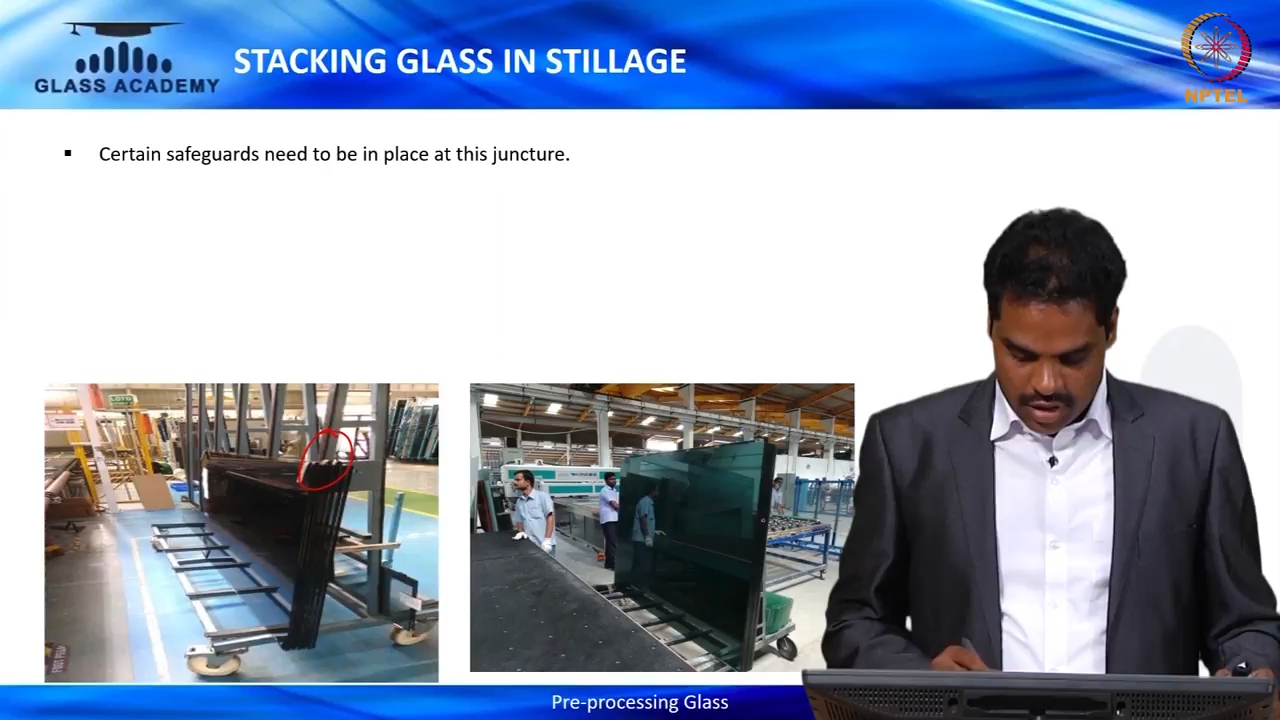 GLASS ACADEMY
STACKING GLASS IN STILLAGE
NPTEL
▪ Certain safeguards need to be in place at this juncture.
LOTO
Pre-processing Glass